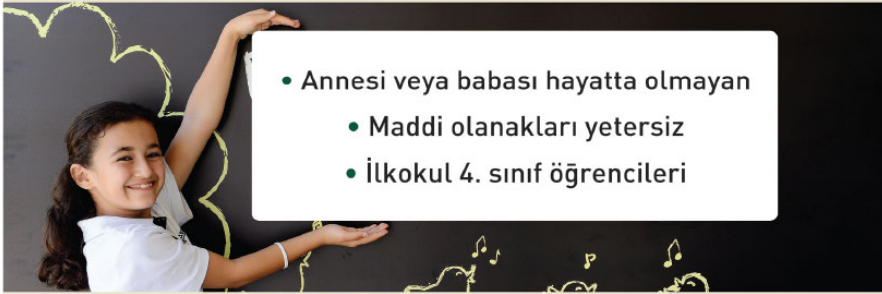 • Annesi veya babası hayatta olmayan
• Maddi olanakları yetersiz
• İlkokul 4. sınıf öğrencileri